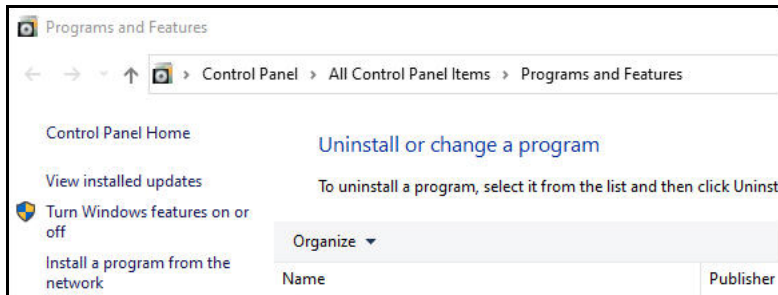 Programs and Features
Control Panel > All Control Panel Items > Programs and Features
Control Panel Home
View installed updates
Turn Windows features on or
off
Install a program from the
network
Uninstall or change a program
To uninstall a program, select it from the list and then click Uninst
Organize
Name Publisher